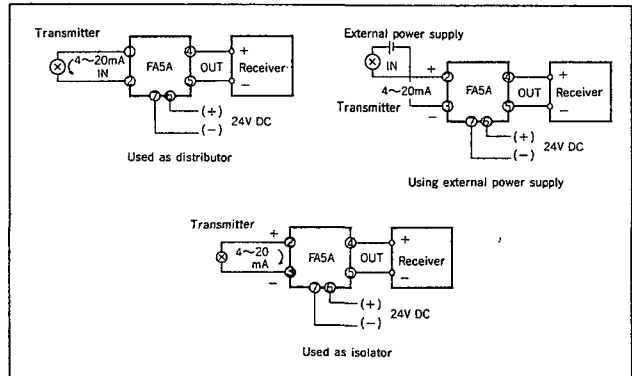 Transmitter
4~20mA
IN
1
2
FA5A
4
5
OUT
+
Receiver
−
7 6
(+)
(−)
24V DC
Used as distributor
External power supply
IN
+
4~20mA
Transmitter
−
2
3
FA5A
4
5
OUT
+
Receiver
−
7 6
(+)
(−)
24V DC
Using external power supply
Transmitter
+
4~20
mA
−
2
3
FA5A
4
5
OUT
+
Receiver
−
7 6
(+)
(−)
24V DC
Used as isolator